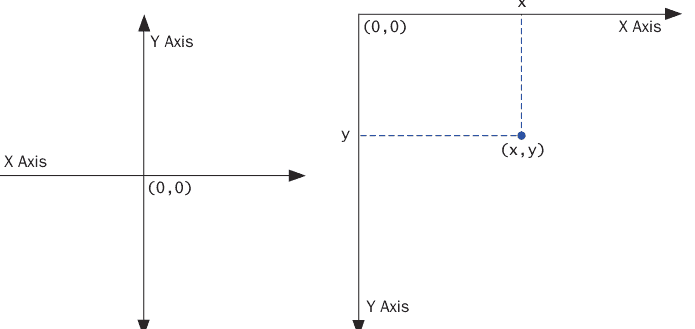 Y Axis
X Axis
(0,0)
x
(0,0)
X Axis
y
(x,y)
Y Axis